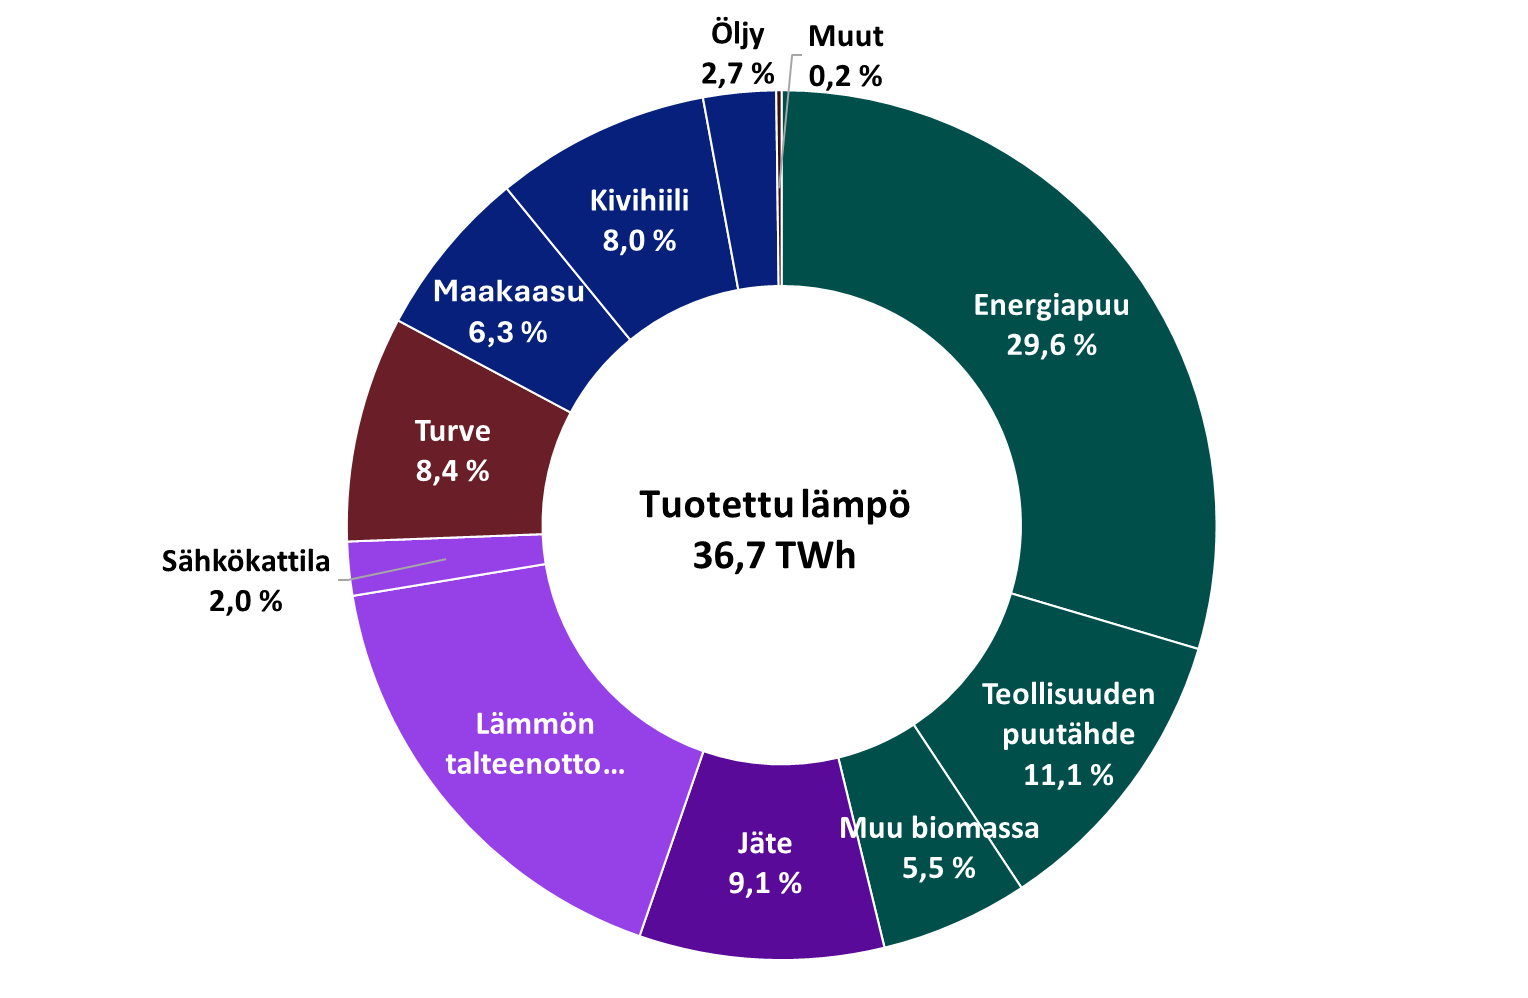 Öljy
2,7 %
Muut
0,2 %
Kivihiili
8,0 %
Maakaasu
6,3 %
Energiapuu
29,6 %
Turve
8,4 %
Tuotettu lämpö
36,7 TWh
Sähkökattila
2,0 %
Teollisuuden
puutähde
11,1 %
Lämmön
talteenotto...
Muu biomassa
5,5 %
Jäte
9,1 %